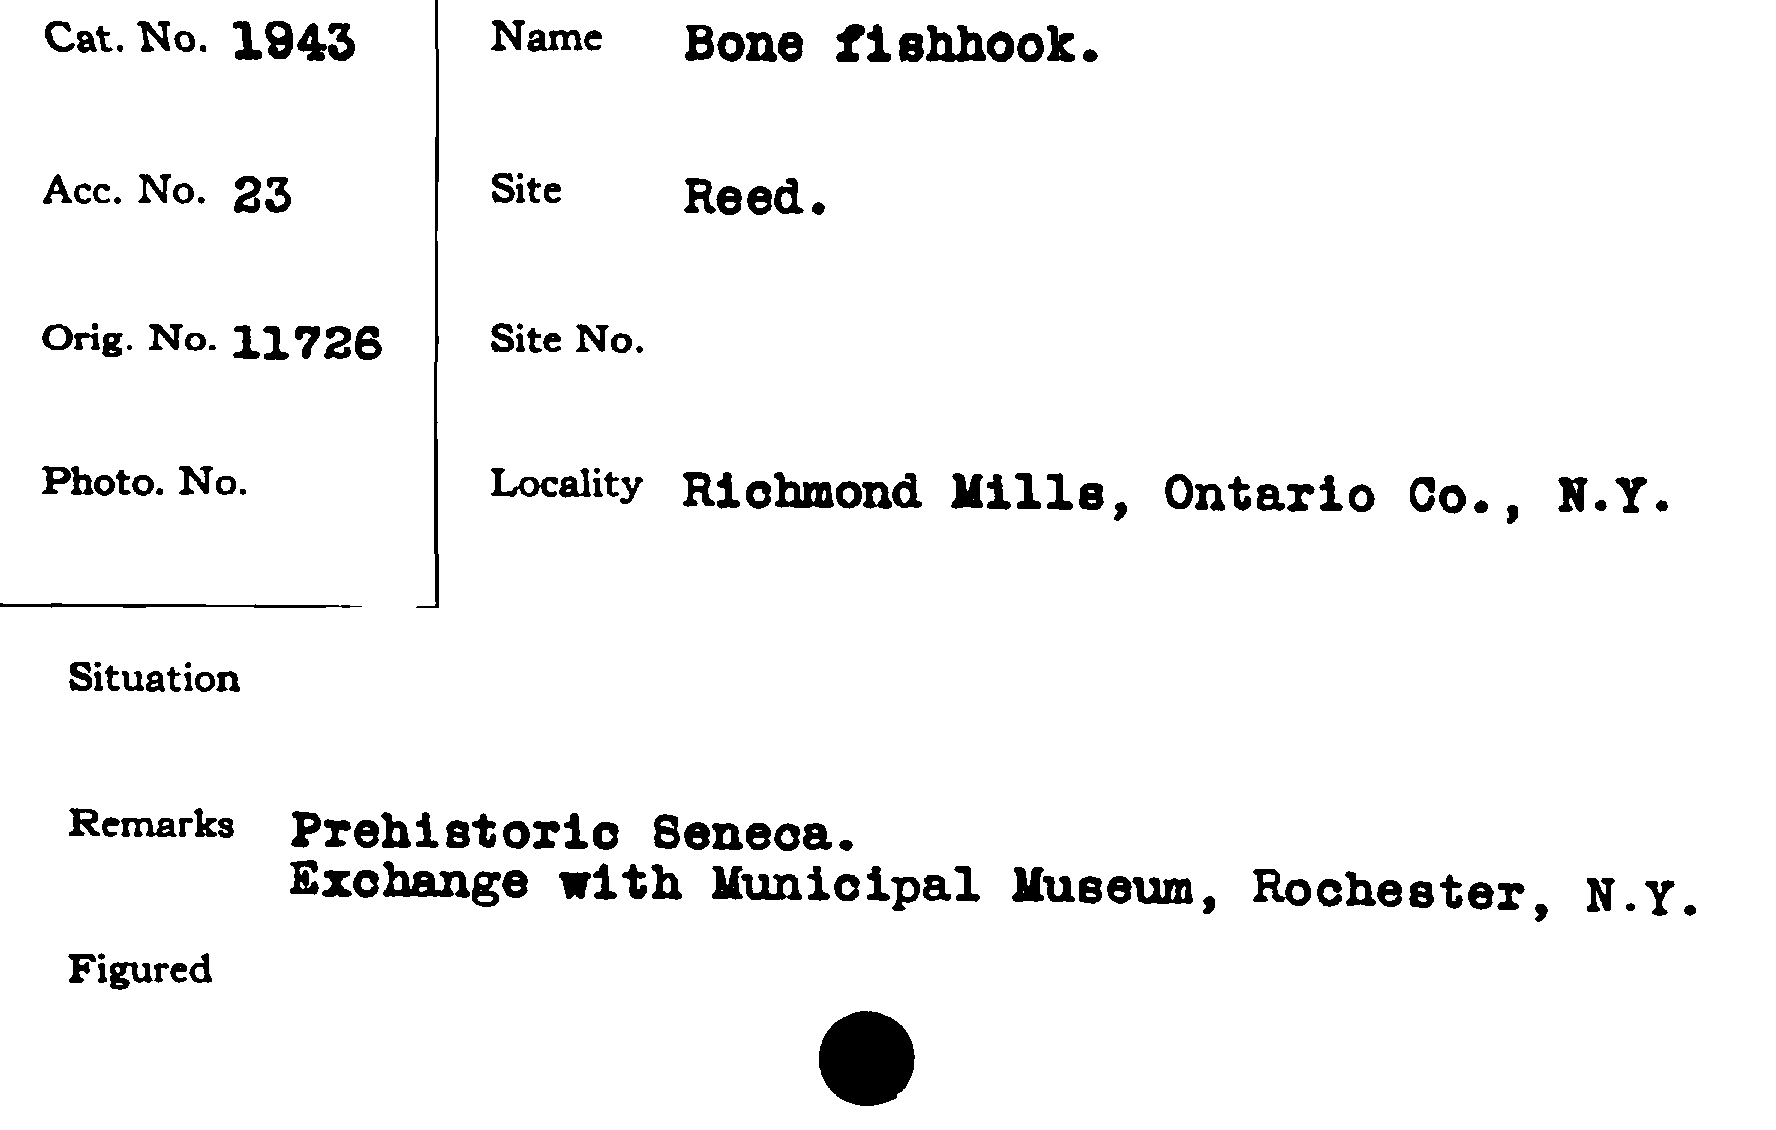 Cat. No. 1943
Name Bone fishhook.
Acc. No. 23
Site Reed.
Orig. No. 11726
Site No.
Photo. No.
Locality Richmond Mills, Ontario Co., N.Y.
Situation
Remarks Prehistoric Seneca.
Exchange with Municipal Museum, Rochester, N.Y.
Figured